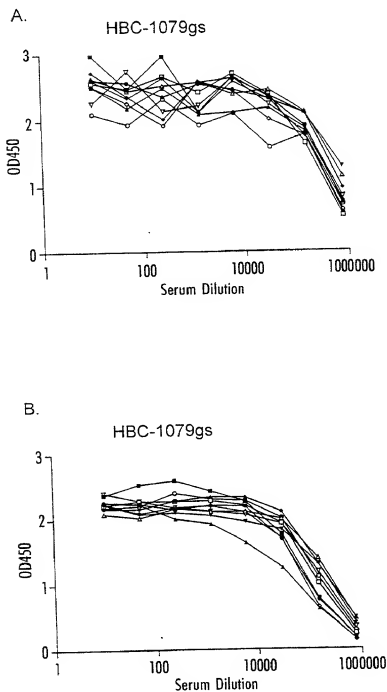 A.
HBC-1079gs
3
2
1
0
OD450
1
100
10000
1000000
Serum Dilution
B.
HBC-1079gs
3
2
1
0
OD450
1
100
10000
1000000
Serum Dilution